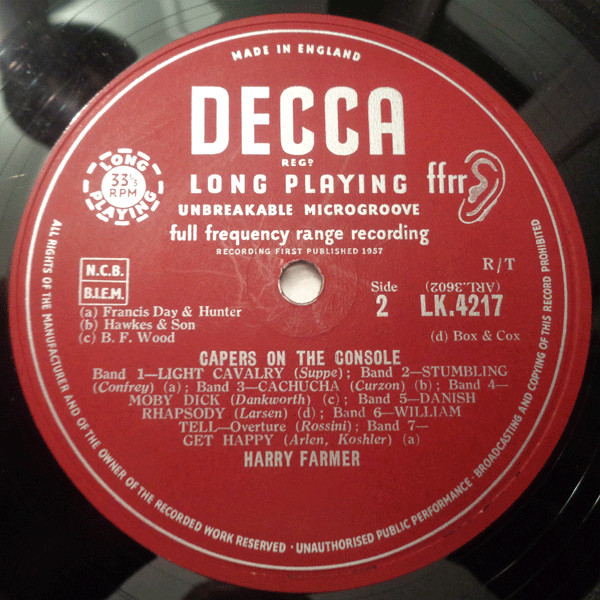 MADE IN ENGLAND
DECCA
REGD
LONG PLAYING
33⅓
RPM
LONG PLAYING
ffrr
UNBREAKABLE MICROGROOVE
full frequency range recording
RECORDING FIRST PUBLISHED 1957
N.C.B.
B.I.E.M.
R/T
(ARL.3602)
Side
2
LK.4217
(a) Francis Day & Hunter
(b) Hawkes & Son
(c) B. F. Wood
(d) Box & Cox
CAPERS ON THE CONSOLE
Band 1—LIGHT CAVALRY (Suppe); Band 2—STUMBLING
(Confrey) (a); Band 3—CACHUCHA (Curzon) (b); Band 4—
MOBY DICK (Dankworth) (c); Band 5—DANISH
RHAPSODY (Larsen) (d); Band 6—WILLIAM
TELL—Overture (Rossini); Band 7—
GET HAPPY (Arlen, Koshler) (a)
HARRY FARMER
ALL RIGHTS OF THE MANUFACTURER AND OF THE OWNER OF THE RECORDED WORK RESERVED · UNAUTHORISED PUBLIC PERFORMANCE · BROADCASTING AND COPYING OF THIS RECORD PROHIBITED